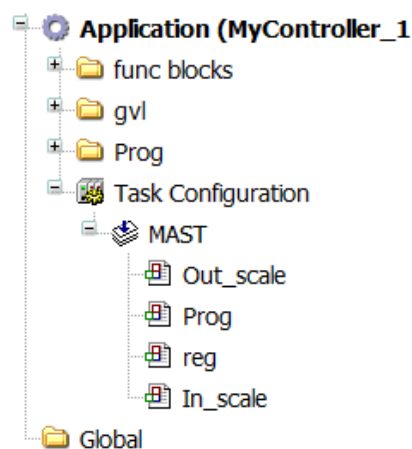 Application (MyController_1
func blocks
gvl
Prog
Task Configuration
MAST
Out_scale
Prog
reg
In_scale
Global